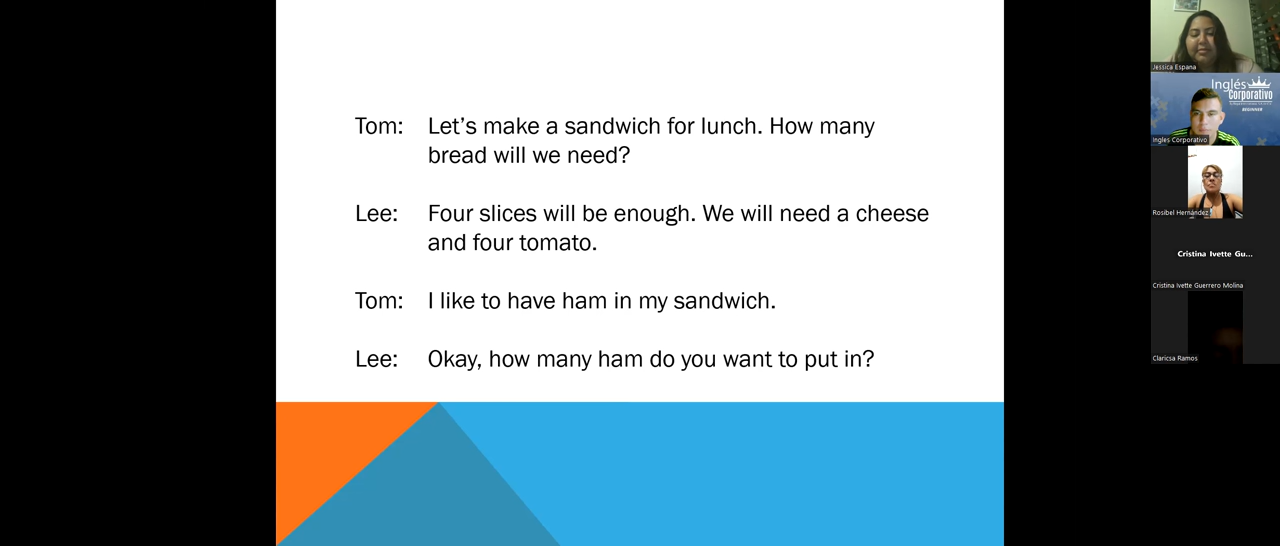 Tom: Let's make a sandwich for lunch. How many
bread will we need?
Lee: Four slices will be enough. We will need a cheese
and four tomato.
Tom: I like to have ham in my sandwich.
Lee: Okay, how many ham do you want to put in?
Jessica Espana
Inglés
Corporativo
BEGINNER
Ingles Corporativo
Rosibel Hernández
Cristina Ivette Gu...
Cristina Ivette Guerrero Molina
Claricsa Ramos